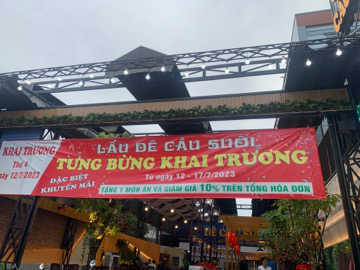 KHAI TRƯƠNG
Thứ 4
12/7/2023
ĐẶC BIỆT
KHUYẾN MÃI
LẨU DÊ CẦU SUỐI
TƯNG BỪNG KHAI TRƯƠNG
Từ ngày 12 - 17/7/2023
TẶNG 1 MÓN ĂN VÀ GIẢM GIÁ 10% TRÊN TỔNG HÓA ĐƠN